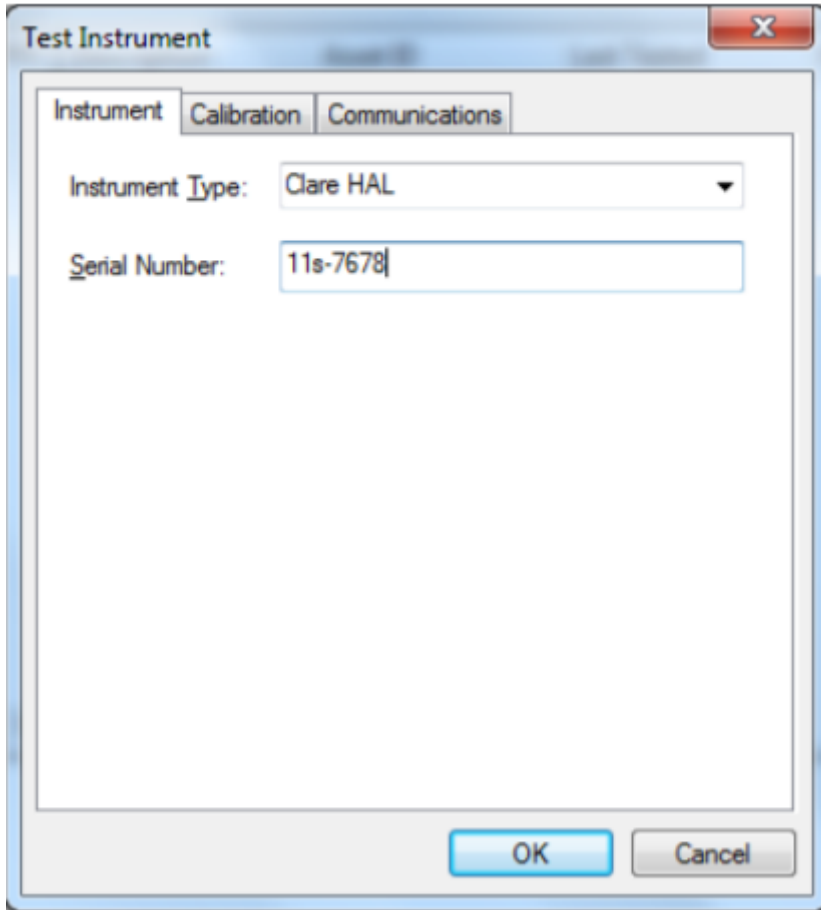 Test Instrument
Instrument Calibration Communications
Instrument Type: Clare HAL
Serial Number: 11s-7678
OK Cancel